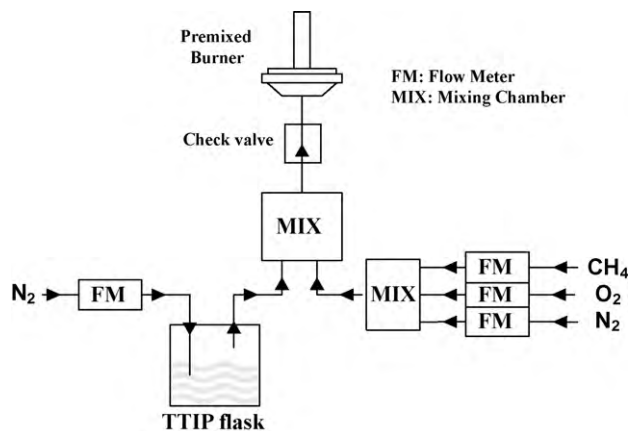 Premixed
Burner
FM: Flow Meter
MIX: Mixing Chamber
Check valve
MIX
N₂
FM
MIX
FM
CH₄
FM
O₂
FM
N₂
TTIP flask